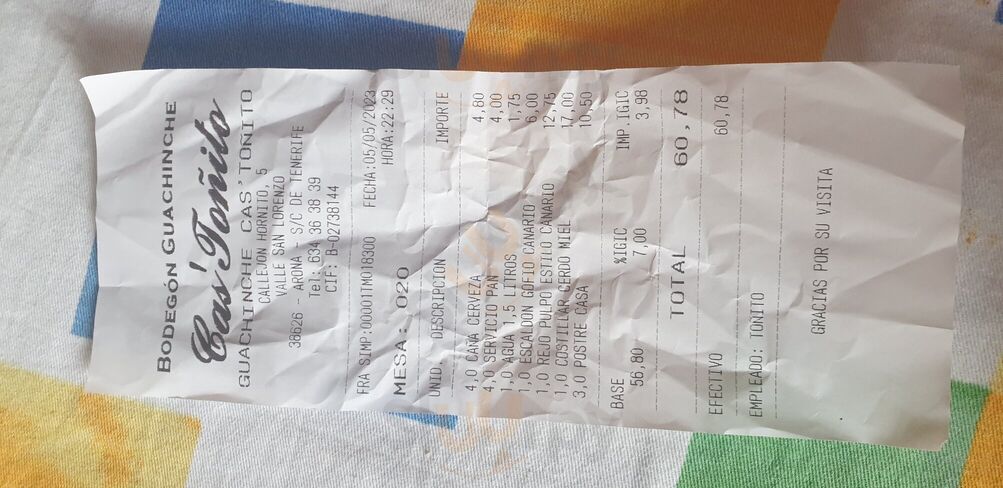 BODEGÓN GUACHINCHE
Cas' Toñito
GUACHINCHE CAS'TOÑITO
CALLEJON HORNITO, 5
VALLE SAN LORENZO
38626 - ARONA - S/C DE TENERIFE
Tel: 634 36 38 39
CIF: B-02738144
FRA SIMP:000001TM018300 FECHA:05/05/2023
MESA: 020 HORA:22:29
UNID. DESCRIPCION IMPORTE
4,0 CAÑA CERVEZA 4,80
4,0 SERVICIO PAN 4,00
1,0 AGUA 1,5 LITROS 1,75
1,0 ESCALDON GOFIO CANARIO 6,00
1,0 REJO PULPO ESTILO CANARIO 12,75
1,0 COSTILLAR CERDO MIEL 17,00
3,0 POSTRE CASA 10,50
BASE %IGIC IMP.IGIC
56,80 7,00 3,98
TOTAL 60,78
EFECTIVO 60,78
EMPLEADO: TOÑITO
GRACIAS POR SU VISITA